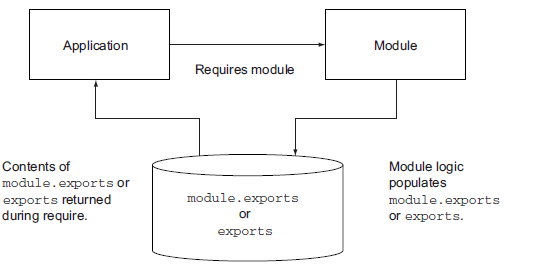 Application
Module
Requires module
Contents of
module.exports or
exports returned
during require.
module.exports
or
exports
Module logic
populates
module.exports
or exports.